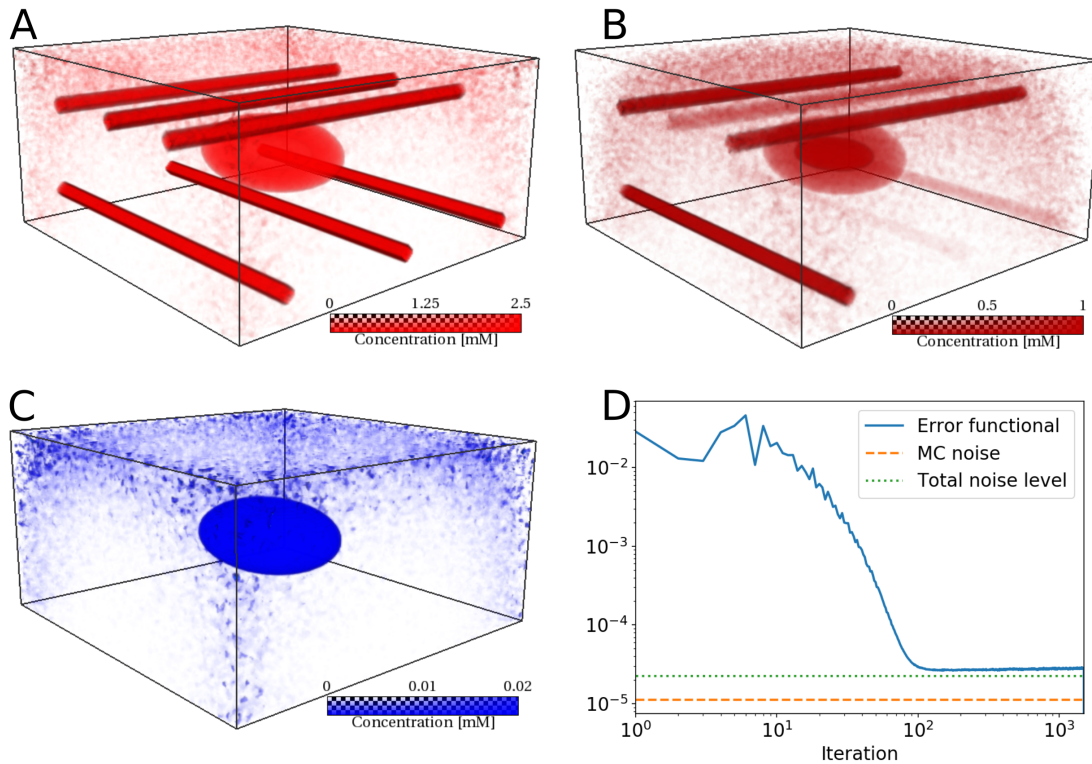 A
0 1.25 2.5
Concentration [mM]
B
0 0.5 1
Concentration [mM]
C
0 0.01 0.02
Concentration [mM]
D
Error functional
MC noise
Total noise level
10⁻²
10⁻³
10⁻⁴
10⁻⁵
10⁰ 10¹ 10² 10³
Iteration